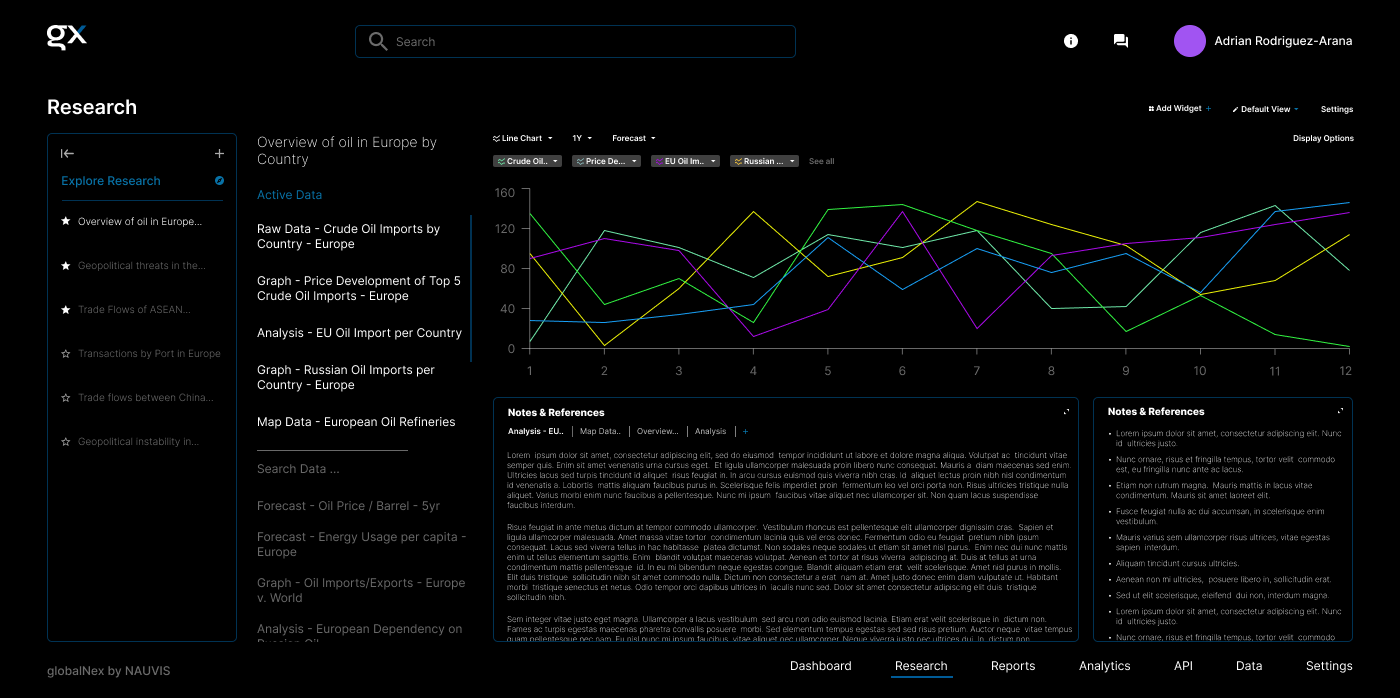 gx
Search
Adrian Rodriguez-Arana
Research
Add Widget +
Default View
Settings
Explore Research
Overview of oil in Europe...
Geopolitical threats in the...
Trade Flows of ASEAN...
Transactions by Port in Europe
Trade flows between China...
Geopolitical instability in...
Overview of oil in Europe by
Country
Active Data
Raw Data - Crude Oil Imports by
Country - Europe
Graph - Price Development of Top 5
Crude Oil Imports - Europe
Analysis - EU Oil Import per Country
Graph - Russian Oil Imports per
Country - Europe
Map Data - European Oil Refineries
Search Data ...
Forecast - Oil Price / Barrel - 5yr
Forecast - Energy Usage per capita -
Europe
Graph - Oil Imports/Exports - Europe
v. World
Analysis - European Dependency on
Russian Oil
Line Chart
1Y
Forecast
Display Options
Crude Oil..
Price De...
EU Oil Im..
Russian ...
See all
160
120
80
40
0
1 2 3 4 5 6 7 8 9 10 11 12
Notes & References
Analysis - EU.. Map Data.. Overview... Analysis +
Lorem ipsum dolor sit amet, consectetur adipiscing elit, sed do eiusmod tempor incididunt ut labore et dolore magna aliqua. Volutpat ac tincidunt vitae
semper quis. Enim sit amet venenatis urna cursus eget. Et ligula ullamcorper malesuada proin libero nunc consequat. Mauris a diam maecenas sed enim.
Ultricies lacus sed turpis tincidunt id aliquet risus feugiat in. In arcu cursus euismod quis viverra nibh cras. Id aliquet lectus proin nibh nisl condimentum
id venenatis a. Lobortis mattis aliquam faucibus purus in. Scelerisque felis imperdiet proin fermentum leo vel orci porta non. Risus ultricies tristique nulla
aliquet. Varius morbi enim nunc faucibus a pellentesque. Nunc mi ipsum faucibus vitae aliquet nec ullamcorper sit. Non quam lacus suspendisse
faucibus interdum.
Risus feugiat in ante metus dictum at tempor commodo ullamcorper. Vestibulum rhoncus est pellentesque elit ullamcorper dignissim cras. Sapien et
ligula ullamcorper malesuada. Amet massa vitae tortor condimentum lacinia quis vel eros donec. Fermentum odio eu feugiat pretium nibh ipsum
consequat. Lacus sed viverra tellus in hac habitasse platea dictumst. Non sodales neque sodales ut etiam sit amet nisl purus. Enim nec dui nunc mattis
enim ut tellus elementum sagittis. Enim blandit volutpat maecenas volutpat. Aenean et tortor at risus viverra adipiscing at. Duis at tellus at urna
condimentum mattis pellentesque id. In eu mi bibendum neque egestas congue. Blandit aliquam etiam erat velit scelerisque. Amet nisl purus in mollis.
Elit duis tristique sollicitudin nibh sit amet commodo nulla. Dictum non consectetur a erat nam at. Amet justo donec enim diam vulputate ut. Habitant
morbi tristique senectus et netus. Odio tempor orci dapibus ultrices in iaculis nunc sed. Dolor sit amet consectetur adipiscing elit duis tristique
sollicitudin nibh.
Sem integer vitae justo eget magna. Ullamcorper a lacus vestibulum sed arcu non odio euismod lacinia. Etiam erat velit scelerisque in dictum non.
Fames ac turpis egestas maecenas pharetra convallis posuere morbi. Sed elementum tempus egestas sed sed risus pretium. Auctor neque vitae tempus
quam pellentesque nec nam. Eu nisl nunc mi ipsum faucibus vitae aliquet nec ullamcorper. Velit ut tortor pretium viverra. Lacus viverra vitae congue eu consequat.
Notes & References
• Lorem ipsum dolor sit amet, consectetur adipiscing elit. Nunc
id ultricies justo.
• Nunc ornare, risus et fringilla tempus, tortor velit commodo
est, eu fringilla nunc ante ac lacus.
• Etiam non rutrum magna. Mauris mattis in lacus vitae
condimentum. Mauris sit amet laoreet elit.
• Fusce feugiat nulla ac dui accumsan, in scelerisque enim
vestibulum.
• Mauris varius sem ullamcorper risus ultrices, vitae egestas
sapien interdum.
• Aliquam tincidunt cursus ultricies.
• Aenean non mi ultricies, posuere libero in, sollicitudin erat.
• Sed ut elit scelerisque, eleifend dui non, interdum magna.
• Lorem ipsum dolor sit amet, consectetur adipiscing elit. Nunc
id ultricies justo.
• Nunc ornare, risus et fringilla tempus, tortor velit commodo
globalNex by NAUVIS
Dashboard
Research
Reports
Analytics
API
Data
Settings